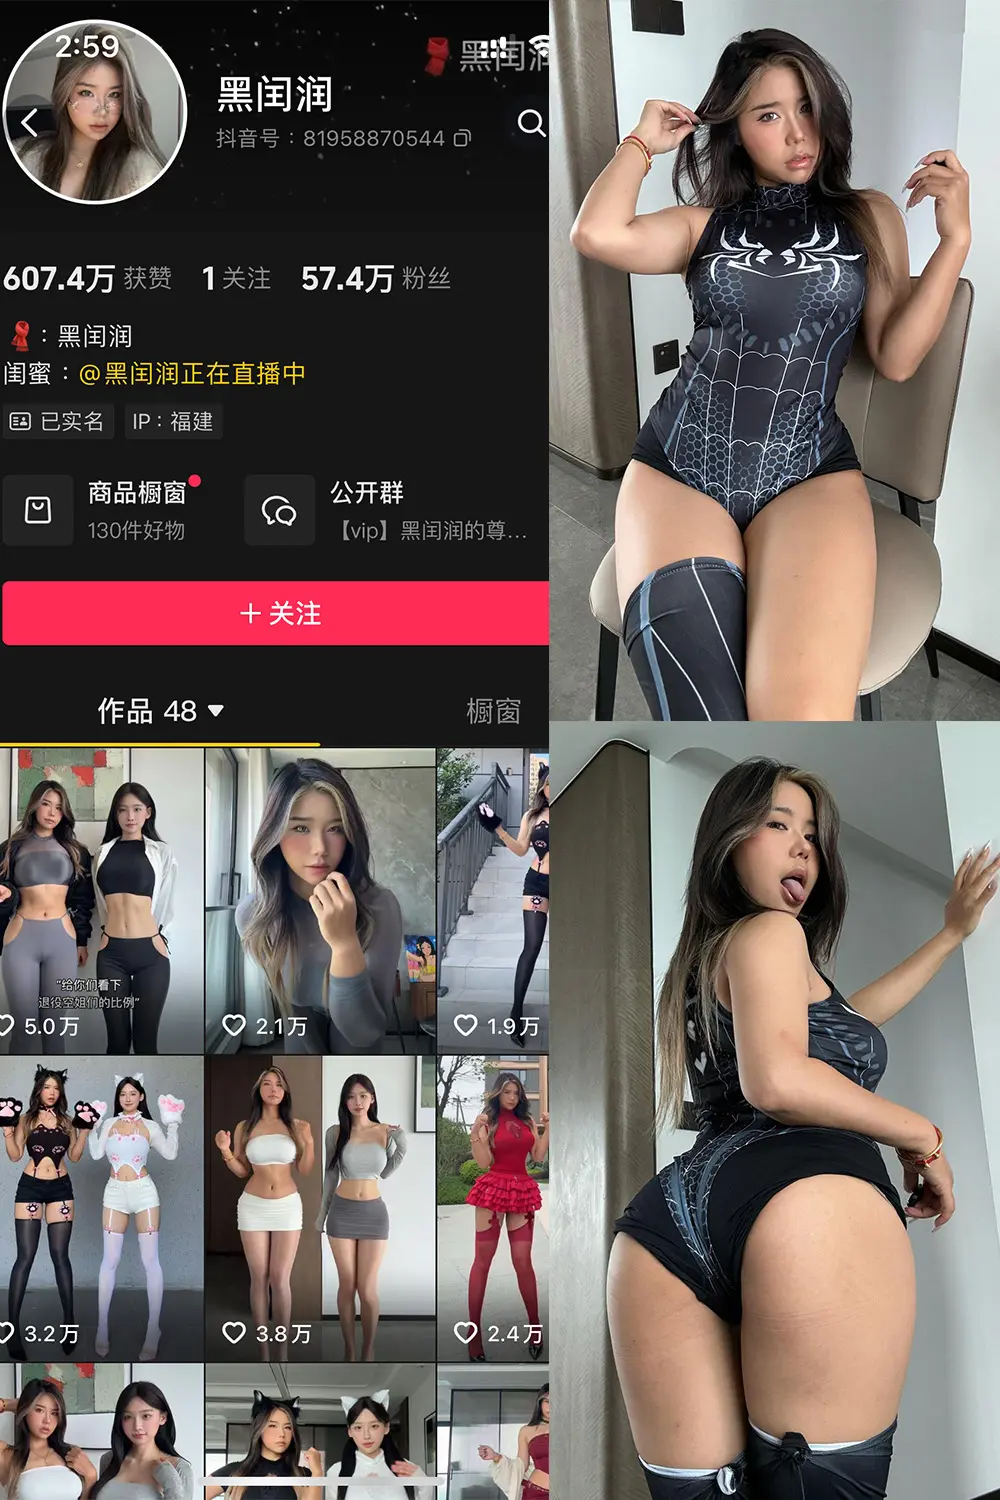 2:59
黑闰润
黑闰润
抖音号：81958870544
607.4万 获赞 1 关注 57.4万 粉丝
：黑闰润
闺蜜：@黑闰润正在直播中
已实名 IP：福建
商品橱窗 公开群
130件好物 【vip】黑闰润的尊...
+ 关注
作品 48 橱窗
“给你们看下
退役空姐们的比例”
5.0万 2.1万 1.9万
3.2万 3.8万 2.4万